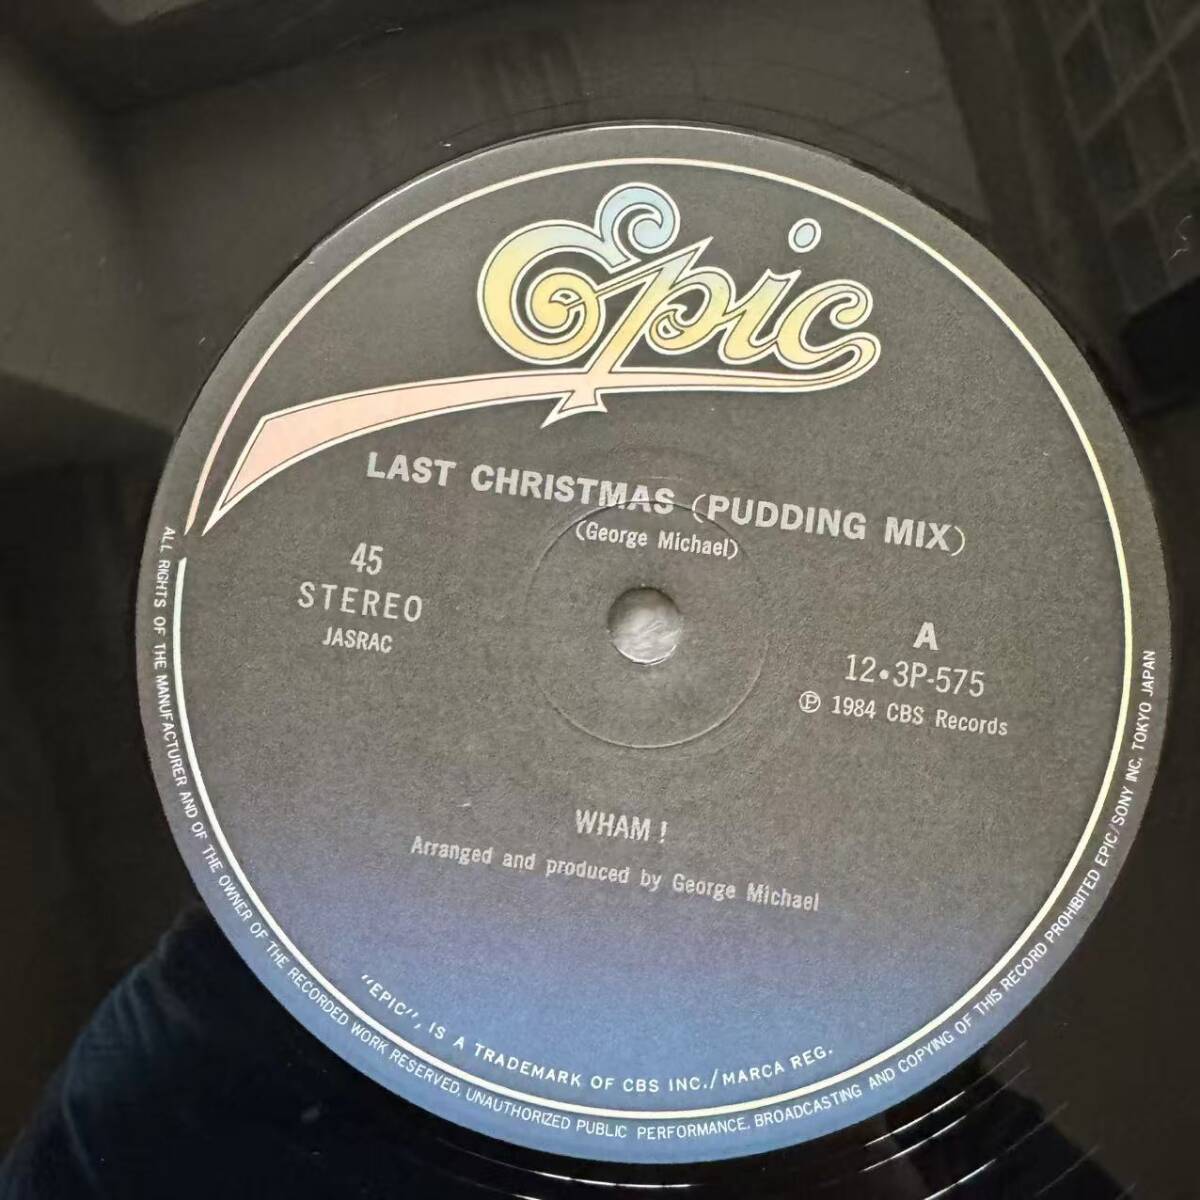 Epic
LAST CHRISTMAS (PUDDING MIX)
(George Michael)
45
STEREO
JASRAC
A
12•3P-575
Ⓟ 1984 CBS Records
WHAM!
Arranged and produced by George Michael
"EPIC", IS A TRADEMARK OF CBS INC./MARCA REG.
ALL RIGHTS OF THE MANUFACTURER AND OF THE OWNER OF THE RECORDED WORK RESERVED. UNAUTHORIZED PUBLIC PERFORMANCE. BROADCASTING AND COPYING OF THIS RECORD PROHIBITED EPIC/SONY INC. TOKYO JAPAN